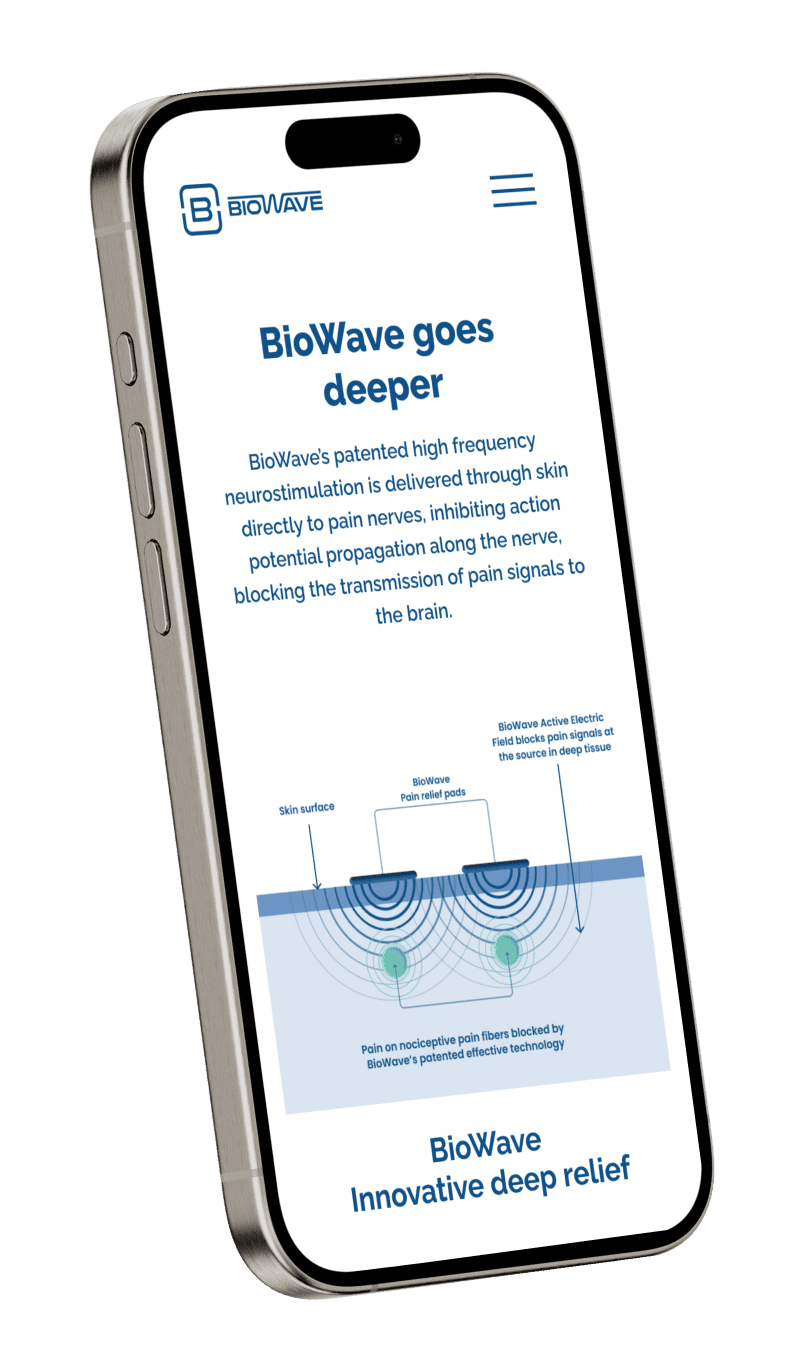 B BIOWAVE
BioWave goes
deeper
BioWave's patented high frequency
neurostimulation is delivered through skin
directly to pain nerves, inhibiting action
potential propagation along the nerve,
blocking the transmission of pain signals to
the brain.
BioWave Active Electric
Field blocks pain signals at
the source in deep tissue
BioWave
Pain relief pads
Skin surface
Pain on nociceptive pain fibers blocked by
BioWave's patented effective technology
BioWave
Innovative deep relief